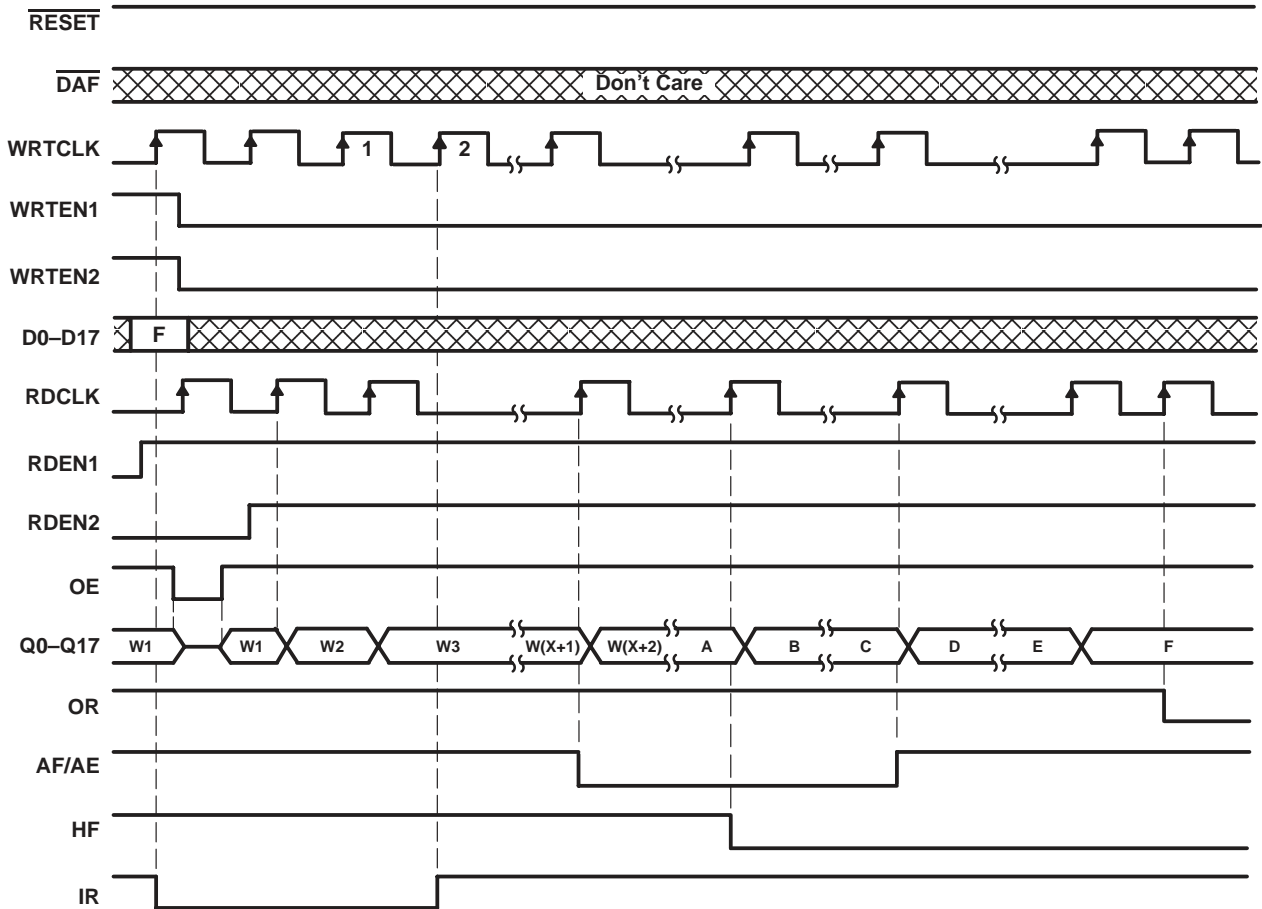 RESET
DAF Don't Care
WRTCLK 1 2
WRTEN1
WRTEN2
D0–D17 F
RDCLK
RDEN1
RDEN2
OE
Q0–Q17 W1 W1 W2 W3 W(X+1) W(X+2) A B C D E F
OR
AF/AE
HF
IR